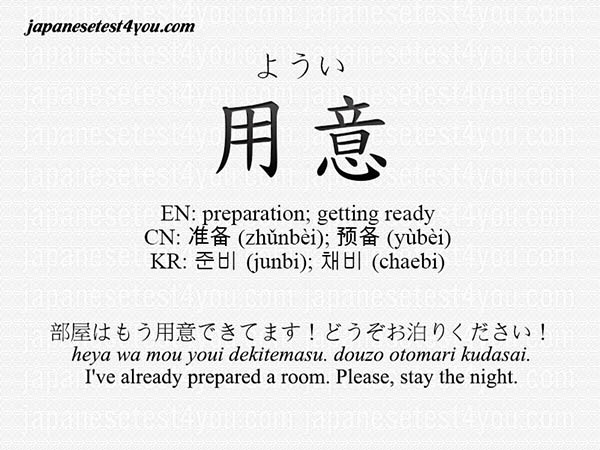 japanesetest4you.com
ようい
用意
EN: preparation; getting ready
CN: 准备 (zhǔnbèi); 预备 (yùbèi)
KR: 준비 (junbi); 채비 (chaebi)
部屋はもう用意できてます！どうぞお泊りください！
heya wa mou youi dekitemasu. douzo otomari kudasai.
I've already prepared a room. Please, stay the night.